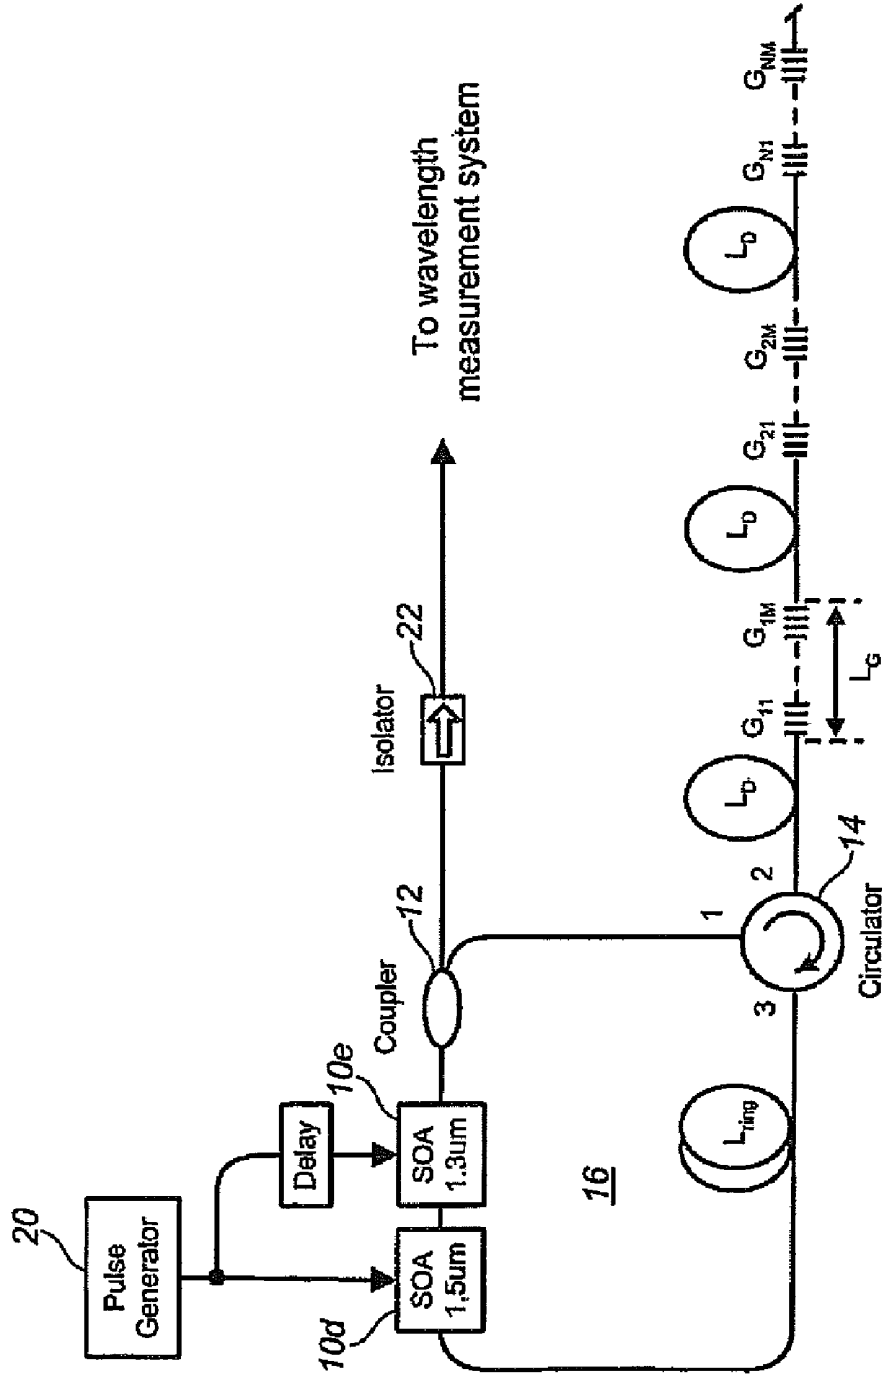 20
Pulse
Generator
Delay
10d
SOA
1.5um
10e
SOA
1.3um
Coupler
12
Isolator
22
To wavelength
measurement system
16
L_ring
3
1
2
Circulator
14
L_D
G_11
G_1M
L_G
L_D
G_21
G_2M
L_D
G_N1
G_NM